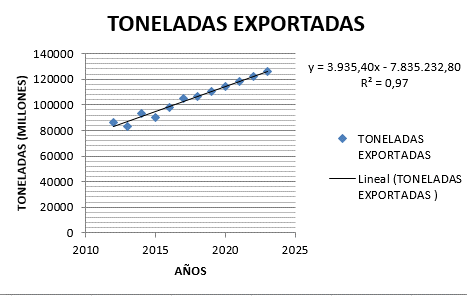 TONELADAS EXPORTADAS
TONELADAS (MILLONES)
140000
120000
100000
80000
60000
40000
20000
0
2010 2015 2020 2025
AÑOS
y = 3.935,40x - 7.835.232,80
R² = 0,97
TONELADAS
EXPORTADAS
Lineal (TONELADAS
EXPORTADAS )